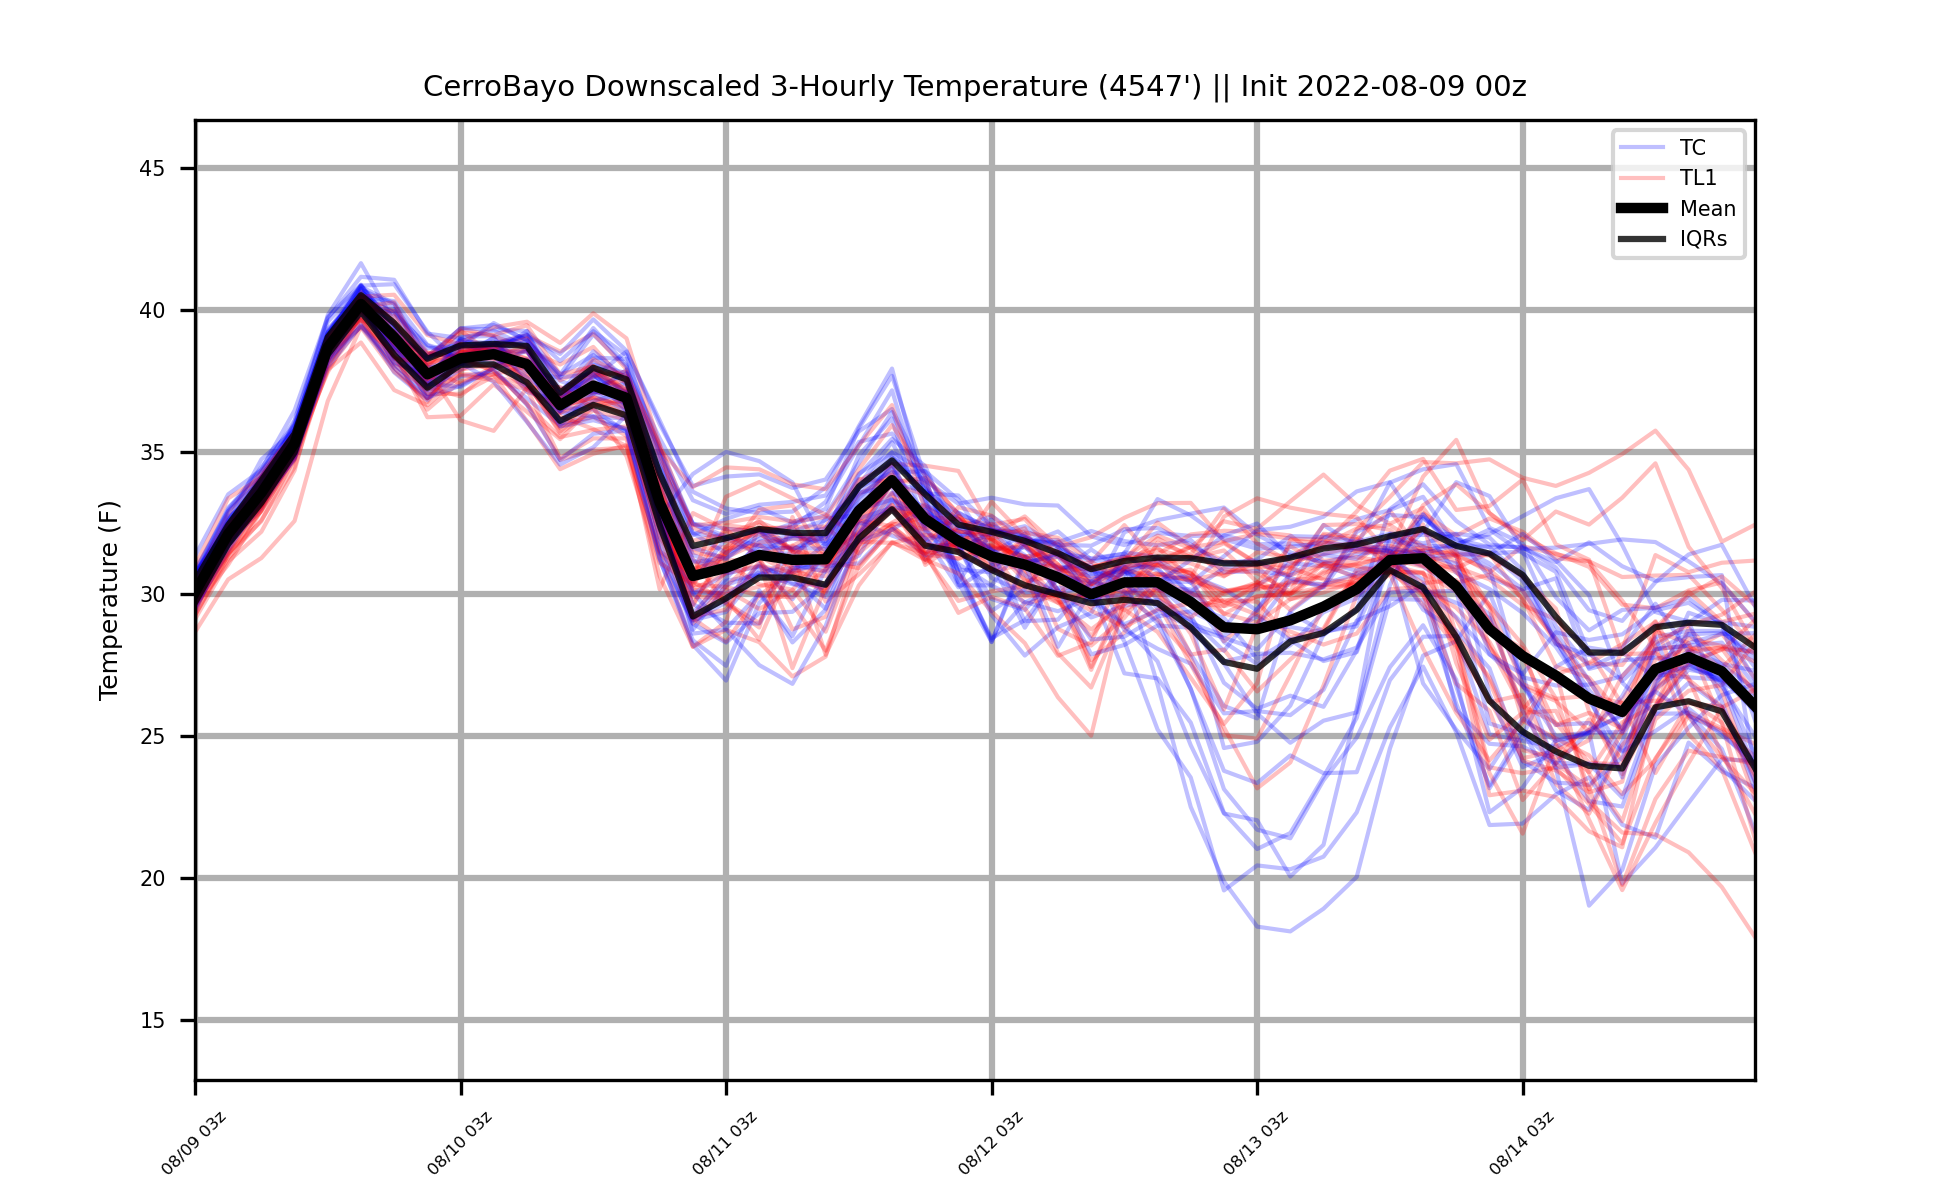 CerroBayo Downscaled 3-Hourly Temperature (4547') || Init 2022-08-09 00z
TC
TL1
Mean
IQRs
Temperature (F)
45
40
35
30
25
20
15
08/09 03z
08/10 03z
08/11 03z
08/12 03z
08/13 03z
08/14 03z